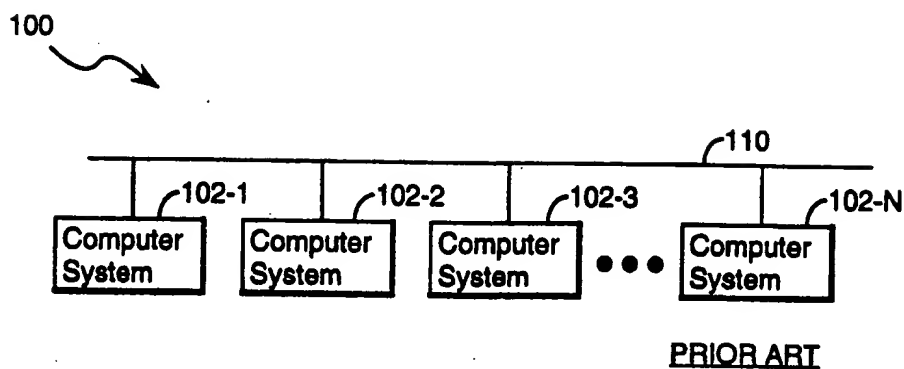 100
110
102-1
102-2
102-3
102-N
Computer
System
Computer
System
Computer
System
Computer
System
PRIOR ART